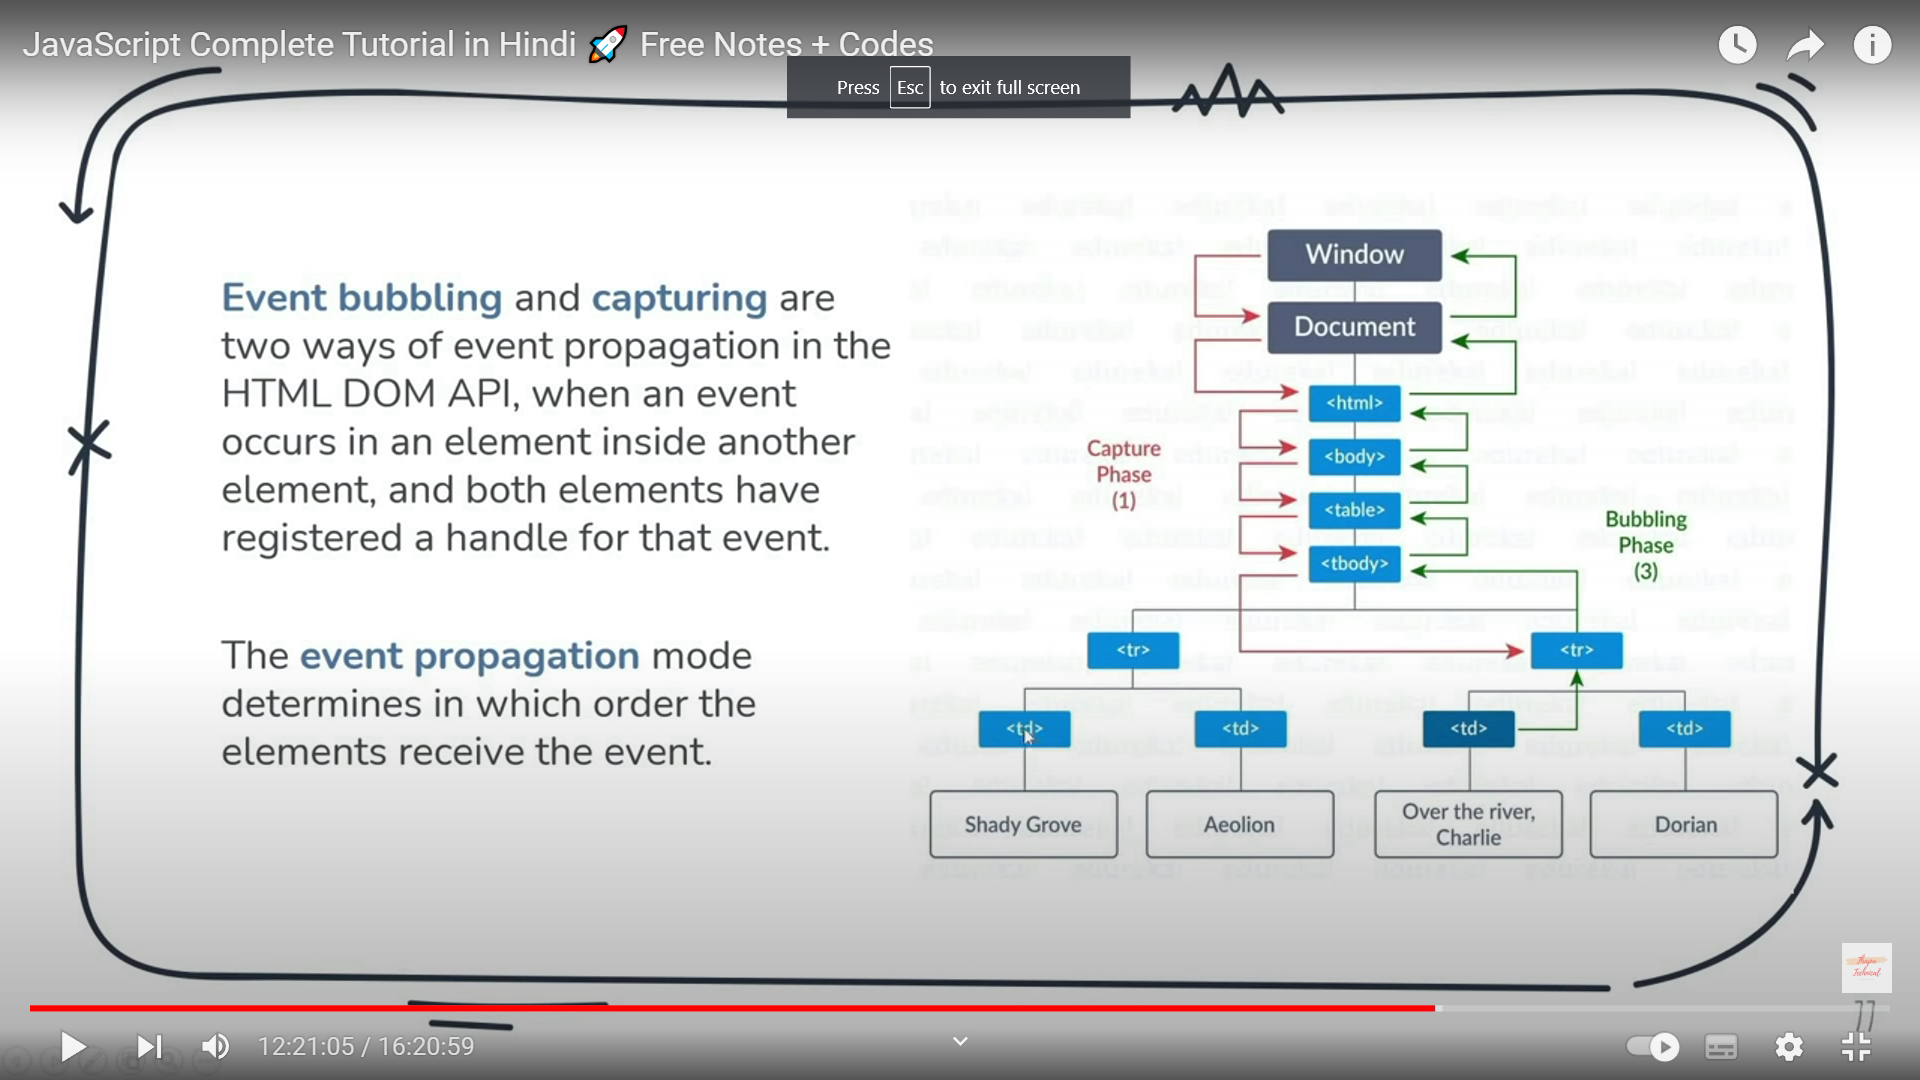 JavaScript Complete Tutorial in Hindi 🚀 Free Notes + Codes
Press Esc to exit full screen
Event bubbling and capturing are
two ways of event propagation in the
HTML DOM API, when an event
occurs in an element inside another
element, and both elements have
registered a handle for that event.
The event propagation mode
determines in which order the
elements receive the event.
Window
Document
<html>
<body>
<table>
<tbody>
Capture
Phase
(1)
Bubbling
Phase
(3)
<tr>
<tr>
<td>
<td>
<td>
<td>
Shady Grove
Aeolion
Over the river,
Charlie
Dorian
Thapa
Technical
77
12:21:05 / 16:20:59